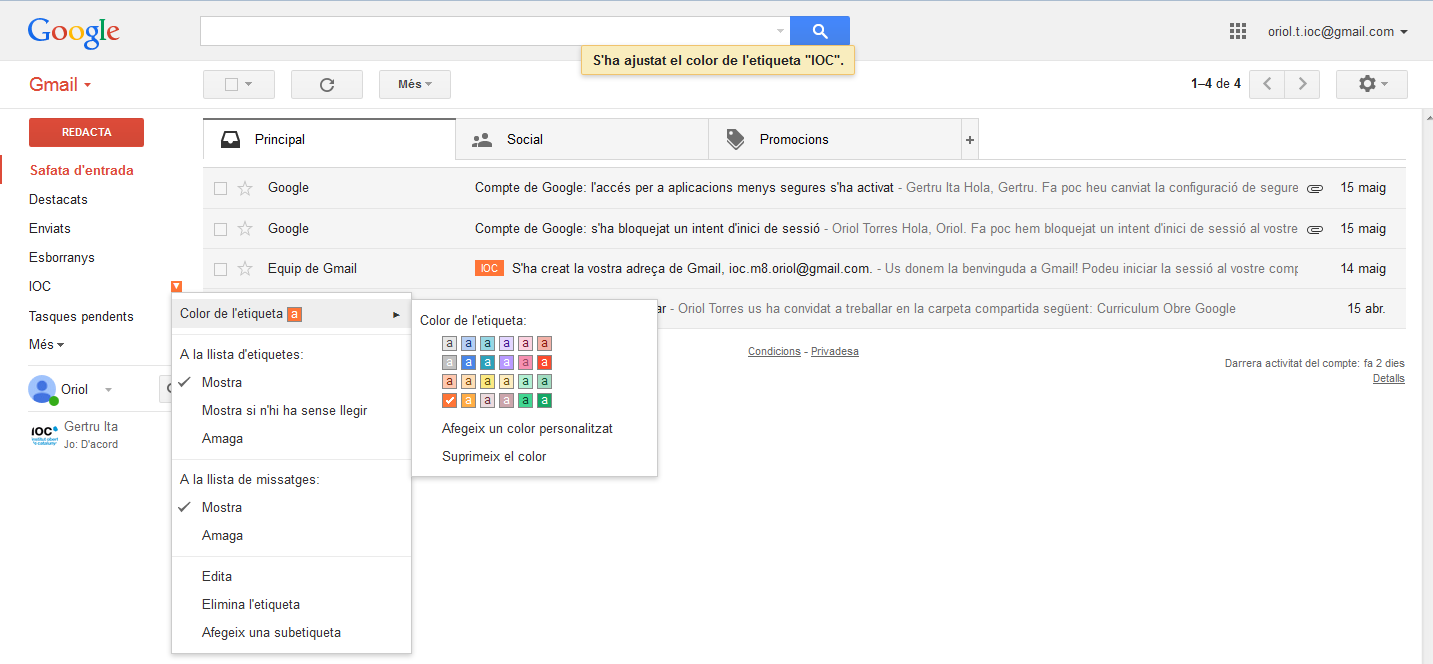 Google
oriol.t.ioc@gmail.com
S'ha ajustat el color de l'etiqueta "IOC".
Gmail
Més
1–4 de 4
REDACTA
Principal
Social
Promocions
+
Safata d'entrada
Destacats
Enviats
Esborranys
IOC
Tasques pendents
Més
Google Compte de Google: l'accés per a aplicacions menys segures s'ha activat - Gertru Ita Hola, Gertru. Fa poc heu canviat la configuració de segure 15 maig
Google Compte de Google: s'ha bloquejat un intent d'inici de sessió - Oriol Torres Hola, Oriol. Fa poc hem bloquejat un intent d'inici de sessió al vostre 15 maig
Equip de Gmail IOC S'ha creat la vostra adreça de Gmail, ioc.m8.oriol@gmail.com. - Us donem la benvinguda a Gmail! Podeu iniciar la sessió al vostre comp 14 maig
ar - Oriol Torres us ha convidat a treballar en la carpeta compartida següent: Curriculum Obre Google 15 abr.
Condicions - Privadesa
Darrera activitat del compte: fa 2 dies
Detalls
Oriol
IOC
Gertru Ita
Jo: D'acord
Color de l'etiqueta a
A la llista d'etiquetes:
Mostra
Mostra si n'hi ha sense llegir
Amaga
A la llista de missatges:
Mostra
Amaga
Edita
Elimina l'etiqueta
Afegeix una subetiqueta
Color de l'etiqueta:
a a a a a a
a a a a a a
a a a a a a
a a a a a
Afegeix un color personalitzat
Suprimeix el color